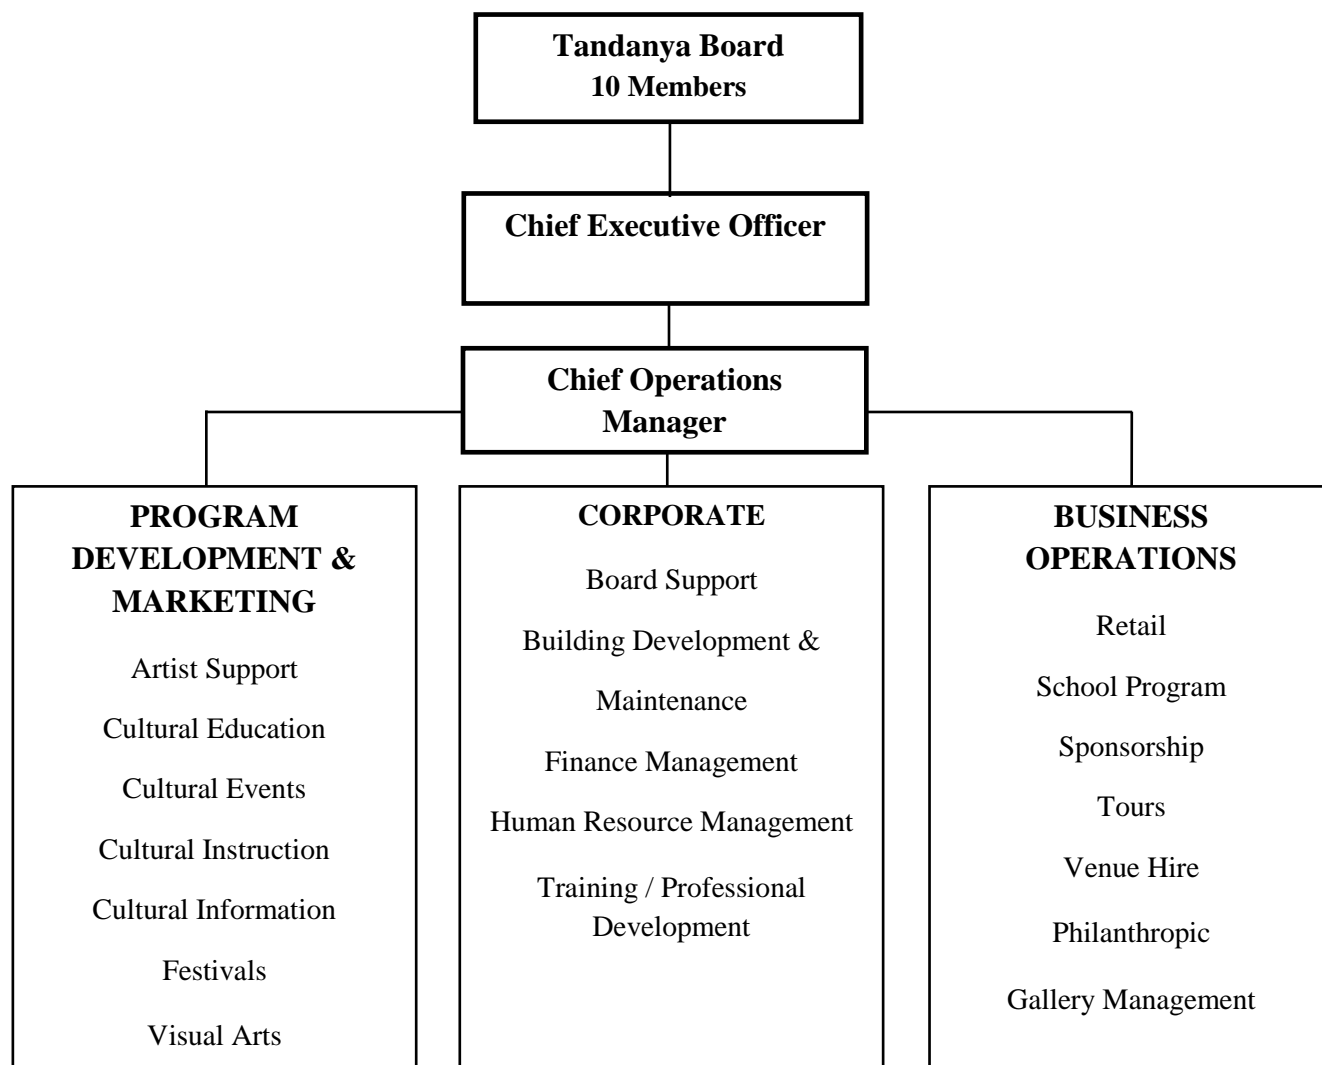 Tandanya Board
10 Members
Chief Executive Officer
Chief Operations
Manager
PROGRAM
DEVELOPMENT &
MARKETING
Artist Support
Cultural Education
Cultural Events
Cultural Instruction
Cultural Information
Festivals
Visual Arts
CORPORATE
Board Support
Building Development &
Maintenance
Finance Management
Human Resource Management
Training / Professional
Development
BUSINESS
OPERATIONS
Retail
School Program
Sponsorship
Tours
Venue Hire
Philanthropic
Gallery Management